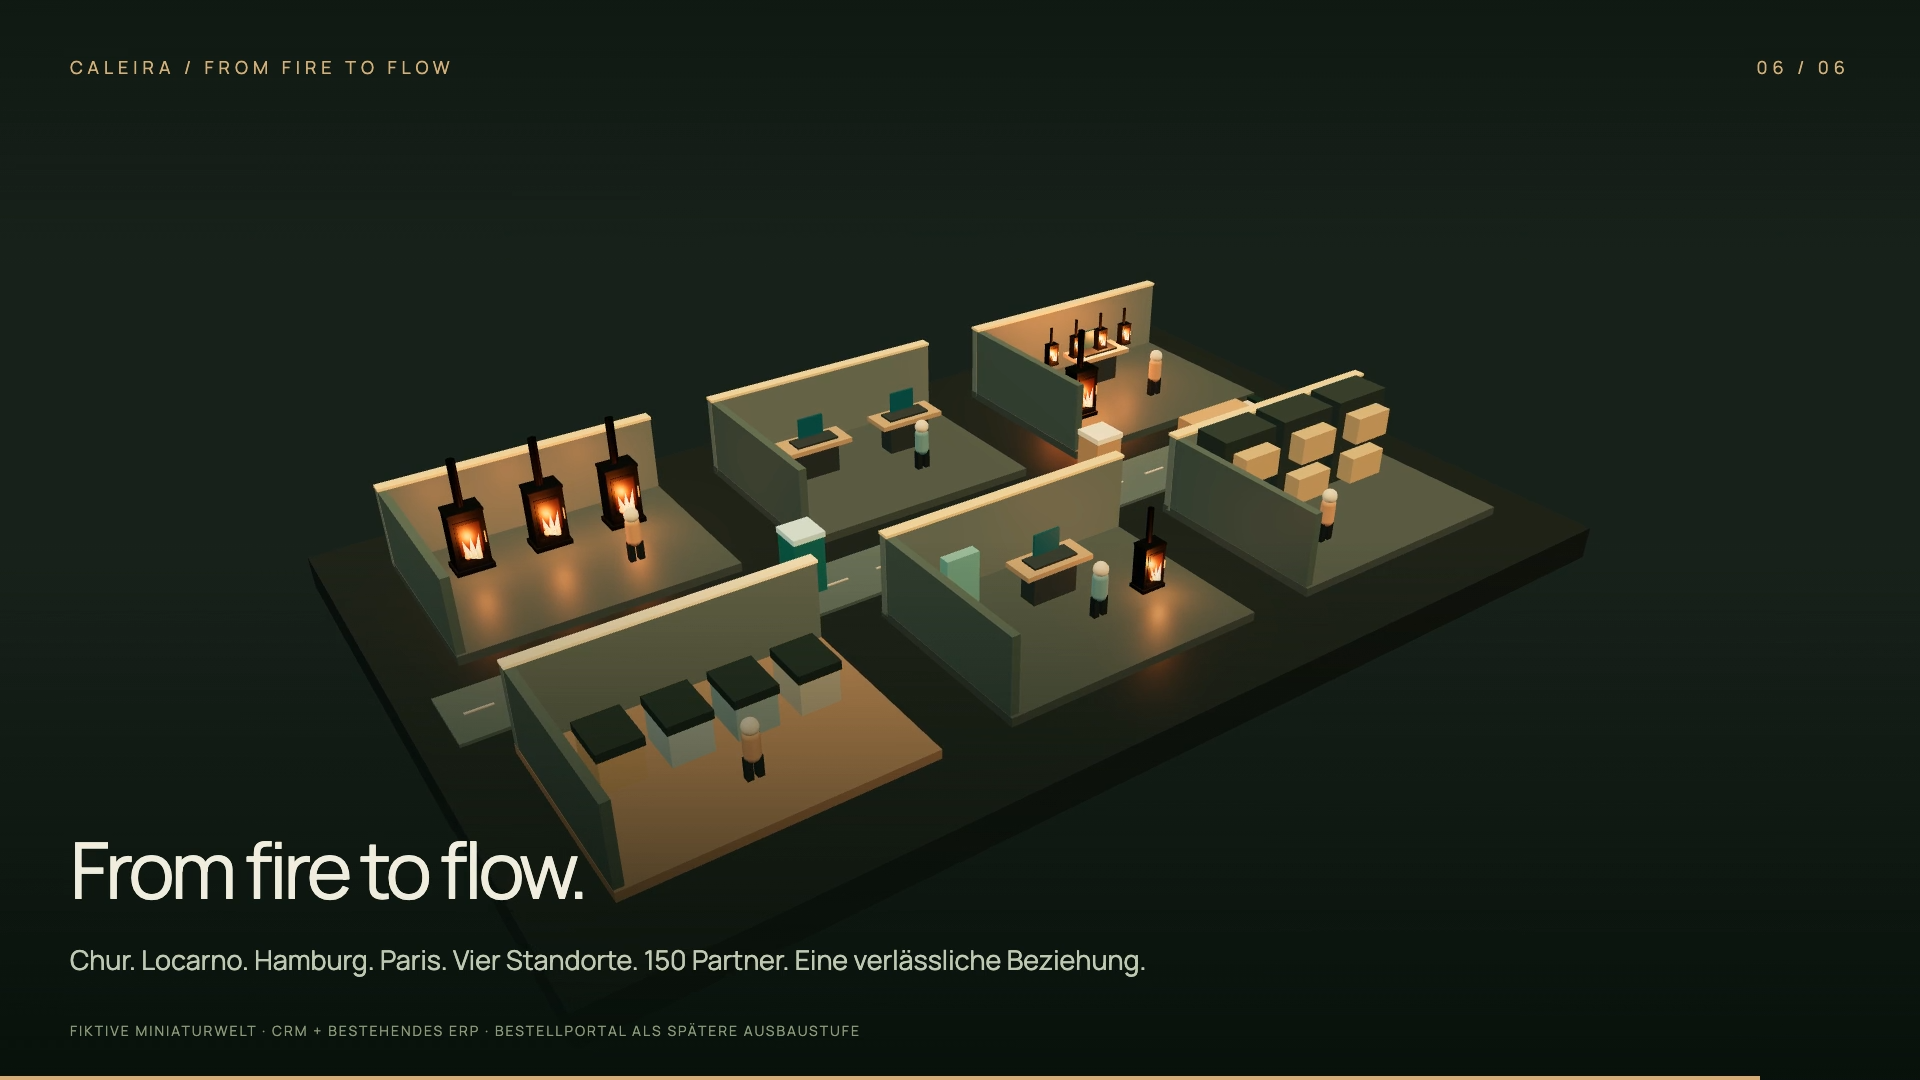 CALEIRA / FROM FIRE TO FLOW
06 / 06
From fire to flow.
Chur. Locarno. Hamburg. Paris. Vier Standorte. 150 Partner. Eine verlässliche Beziehung.
FIKTIVE MINIATURWELT · CRM + BESTEHENDES ERP · BESTELLPORTAL ALS SPÄTERE AUSBAUSTUFE